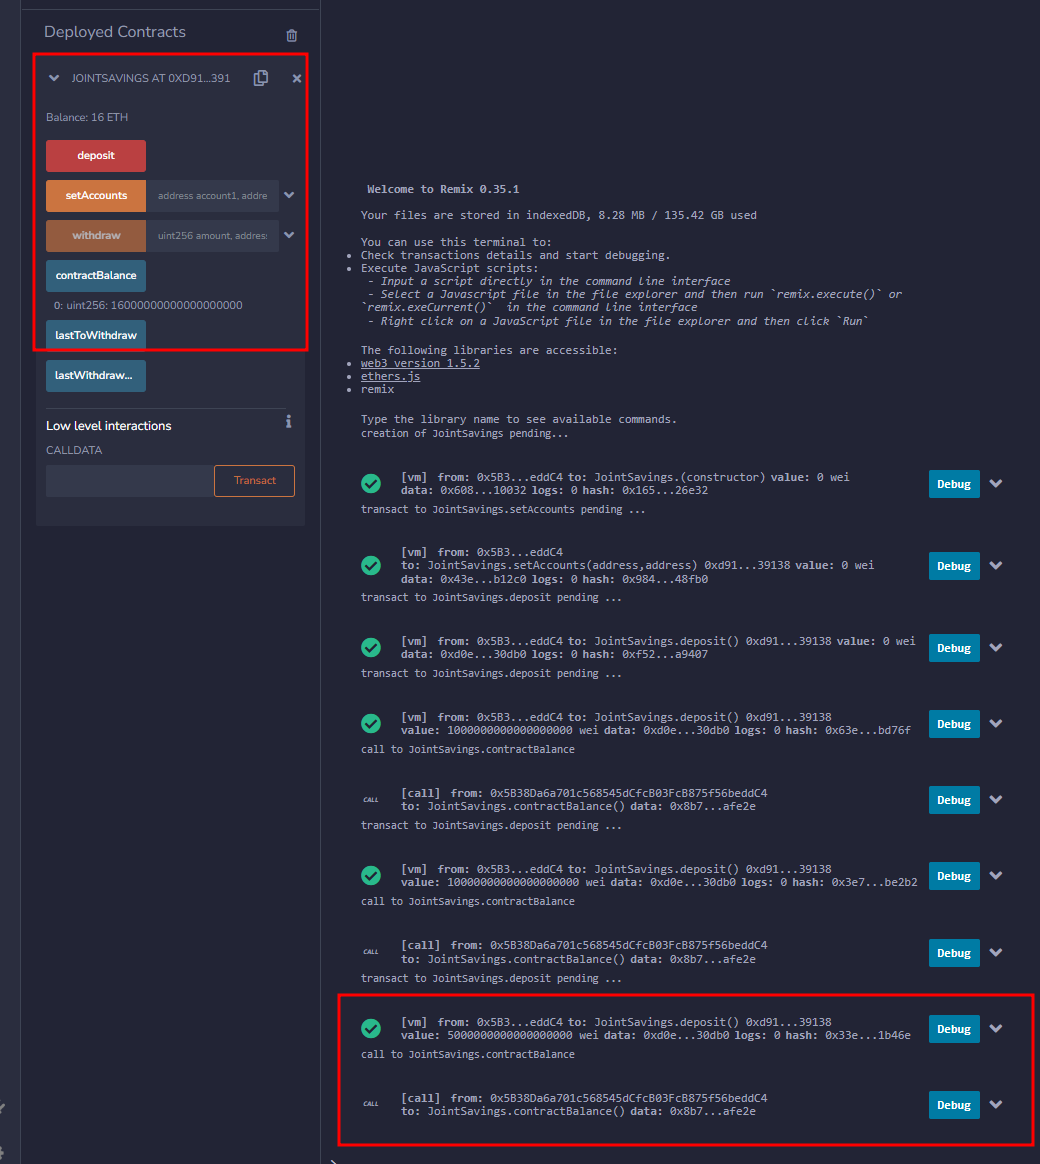 Deployed Contracts
JOINTSAVINGS AT 0XD91...391
Balance: 16 ETH
deposit
setAccounts address account1, addre
withdraw uint256 amount, address
contractBalance
0: uint256: 16000000000000000000
lastToWithdraw
lastWithdraw...
Low level interactions
CALLDATA
Transact
Welcome to Remix 0.35.1
Your files are stored in indexedDB, 8.28 MB / 135.42 GB used
You can use this terminal to:
• Check transactions details and start debugging.
• Execute JavaScript scripts:
- Input a script directly in the command line interface
- Select a Javascript file in the file explorer and then run `remix.execute()` or
`remix.exeCurrent()` in the command line interface
- Right click on a JavaScript file in the file explorer and then click `Run`
The following libraries are accessible:
• web3 version 1.5.2
• ethers.js
• remix
Type the library name to see available commands.
creation of JointSavings pending...
[vm] from: 0x5B3...eddC4 to: JointSavings.(constructor) value: 0 wei
data: 0x608...10032 logs: 0 hash: 0x165...26e32
Debug
transact to JointSavings.setAccounts pending ...
[vm] from: 0x5B3...eddC4
to: JointSavings.setAccounts(address,address) 0xd91...39138 value: 0 wei
data: 0x43e...b12c0 logs: 0 hash: 0x984...48fb0
Debug
transact to JointSavings.deposit pending ...
[vm] from: 0x5B3...eddC4 to: JointSavings.deposit() 0xd91...39138 value: 0 wei
data: 0xd0e...30db0 logs: 0 hash: 0xf52...a9407
Debug
transact to JointSavings.deposit pending ...
[vm] from: 0x5B3...eddC4 to: JointSavings.deposit() 0xd91...39138
value: 1000000000000000000 wei data: 0xd0e...30db0 logs: 0 hash: 0x63e...bd76f
Debug
call to JointSavings.contractBalance
CALL [call] from: 0x5B38Da6a701c568545dCfcB03FcB875f56beddC4
to: JointSavings.contractBalance() data: 0x8b7...afe2e
Debug
transact to JointSavings.deposit pending ...
[vm] from: 0x5B3...eddC4 to: JointSavings.deposit() 0xd91...39138
value: 10000000000000000000 wei data: 0xd0e...30db0 logs: 0 hash: 0x3e7...be2b2
Debug
call to JointSavings.contractBalance
CALL [call] from: 0x5B38Da6a701c568545dCfcB03FcB875f56beddC4
to: JointSavings.contractBalance() data: 0x8b7...afe2e
Debug
transact to JointSavings.deposit pending ...
[vm] from: 0x5B3...eddC4 to: JointSavings.deposit() 0xd91...39138
value: 5000000000000000000 wei data: 0xd0e...30db0 logs: 0 hash: 0x33e...1b46e
Debug
call to JointSavings.contractBalance
CALL [call] from: 0x5B38Da6a701c568545dCfcB03FcB875f56beddC4
to: JointSavings.contractBalance() data: 0x8b7...afe2e
Debug